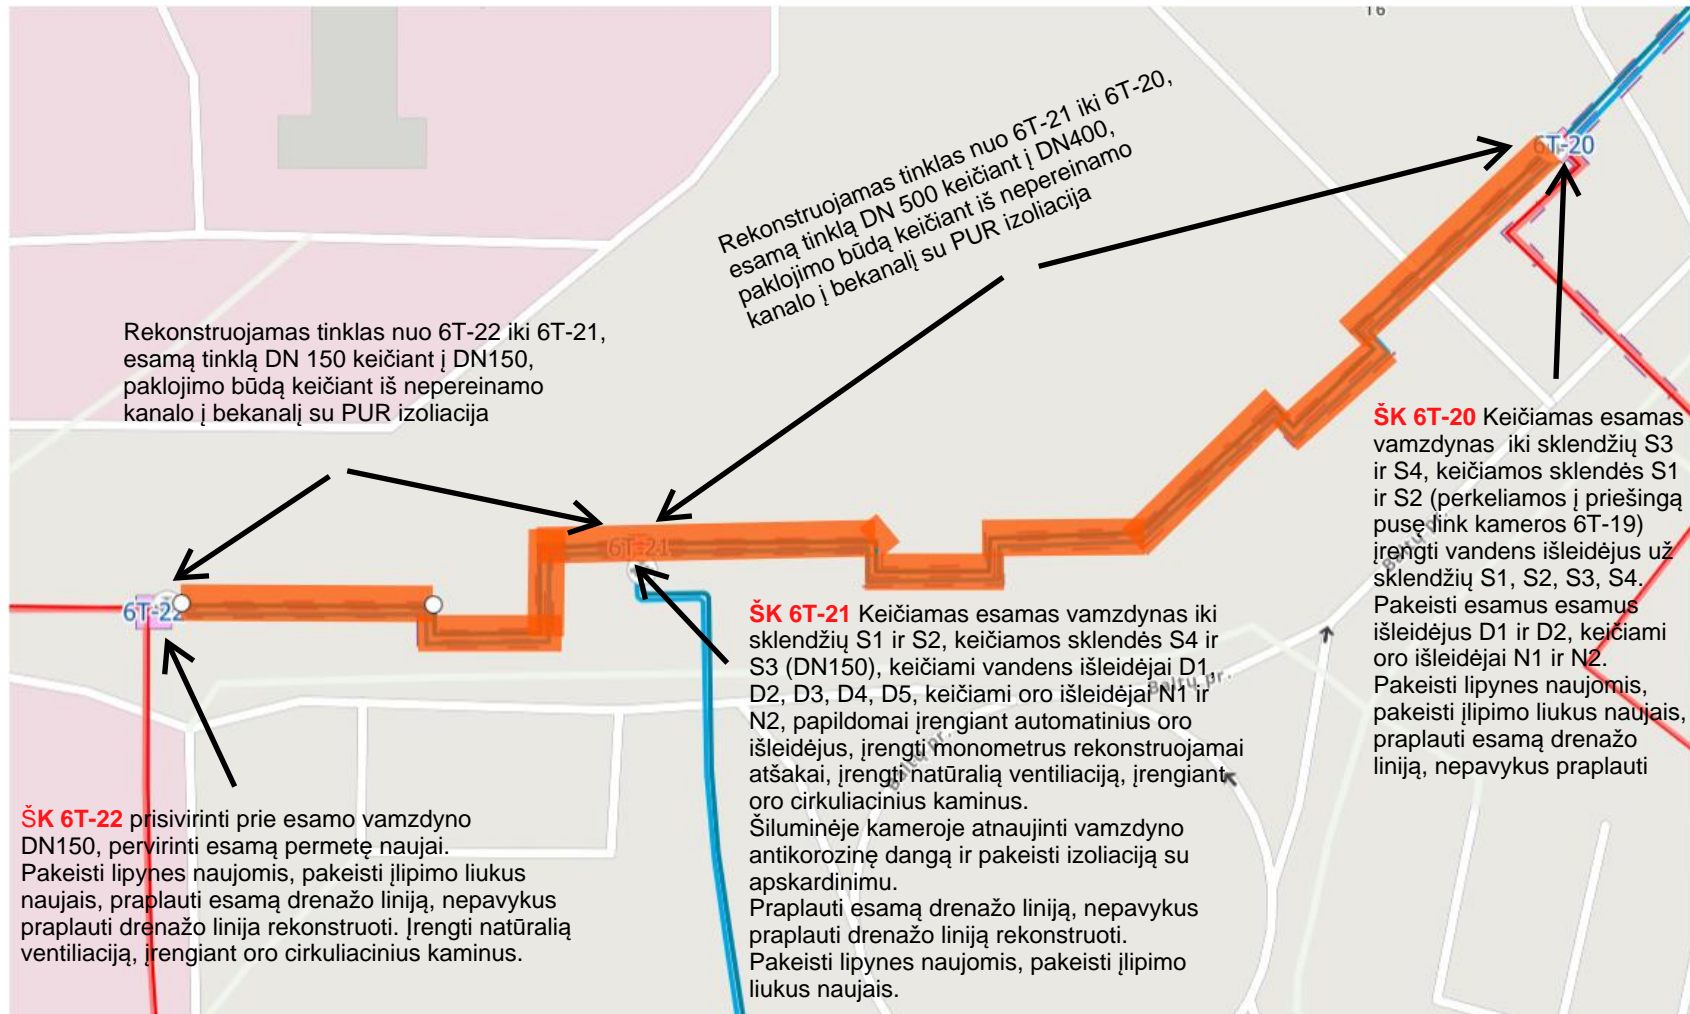 16
Rekonstruojamas tinklas nuo 6T-21 iki 6T-20,
esamą tinklą DN 500 keičiant į DN400,
paklojimo būdą keičiant iš nepereinamo
kanalo į bekanalį su PUR izoliacija
6T-20
Rekonstruojamas tinklas nuo 6T-22 iki 6T-21,
esamą tinklą DN 150 keičiant į DN150,
paklojimo būdą keičiant iš nepereinamo
kanalo į bekanalį su PUR izoliacija
ŠK 6T-20 Keičiamas esamas
vamzdynas  iki sklendžių S3
ir S4, keičiamos sklendės S1
ir S2 (perkeliamos į priešingą
pusę link kameros 6T-19)
įrengti vandens išleidėjus už
sklendžių S1, S2, S3, S4.
Pakeisti esamus esamus
išleidėjus D1 ir D2, keičiami
oro išleidėjai N1 ir N2.
Pakeisti lipynes naujomis,
pakeisti įlipimo liukus naujais,
praplauti esamą drenažo
liniją, nepavykus praplauti
6T-21
6T-22
ŠK 6T-21 Keičiamas esamas vamzdynas iki
sklendžių S1 ir S2, keičiamos sklendės S4 ir
S3 (DN150), keičiami vandens išleidėjai D1,
D2, D3, D4, D5, keičiami oro išleidėjai N1 ir
N2, papildomai įrengiant automatinius oro
išleidėjus, įrengti monometrus rekonstruojamai
atšakai, įrengti natūralią ventiliaciją, įrengiant
oro cirkuliacinius kaminus.
Šiluminėje kameroje atnaujinti vamzdyno
antikorozinę dangą ir pakeisti izoliaciją su
apskardinimu.
Praplauti esamą drenažo liniją, nepavykus
praplauti drenažo liniją rekonstruoti.
Pakeisti lipynes naujomis, pakeisti įlipimo
liukus naujais.
ŠK 6T-22 prisivirinti prie esamo vamzdyno
DN150, pervirinti esamą permetę naujai.
Pakeisti lipynes naujomis, pakeisti įlipimo liukus
naujais, praplauti esamą drenažo liniją, nepavykus
praplauti drenažo linija rekonstruoti. Įrengti natūralią
ventiliaciją, įrengiant oro cirkuliacinius kaminus.
Baltų pr.
Baltų pr.
Baltų pr.